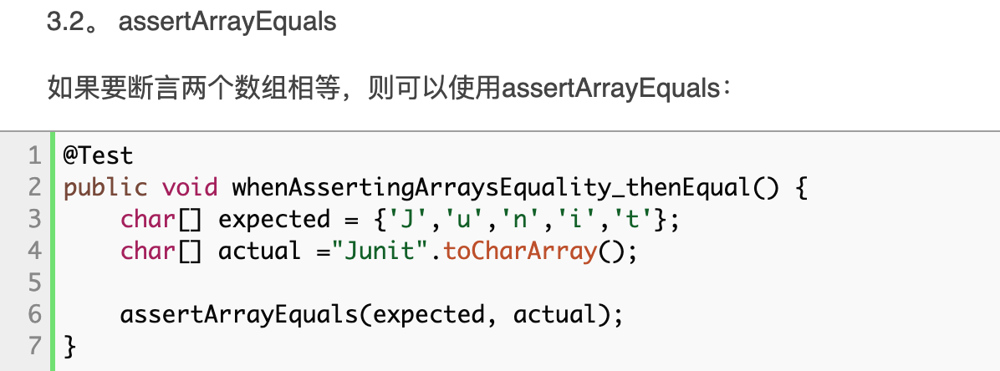 3.2。 assertArrayEquals
如果要断言两个数组相等，则可以使用assertArrayEquals：
1 @Test
2 public void whenAssertingArraysEquality_thenEqual() {
3     char[] expected = {'J','u','n','i','t'};
4     char[] actual ="Junit".toCharArray();
5
6     assertArrayEquals(expected, actual);
7 }